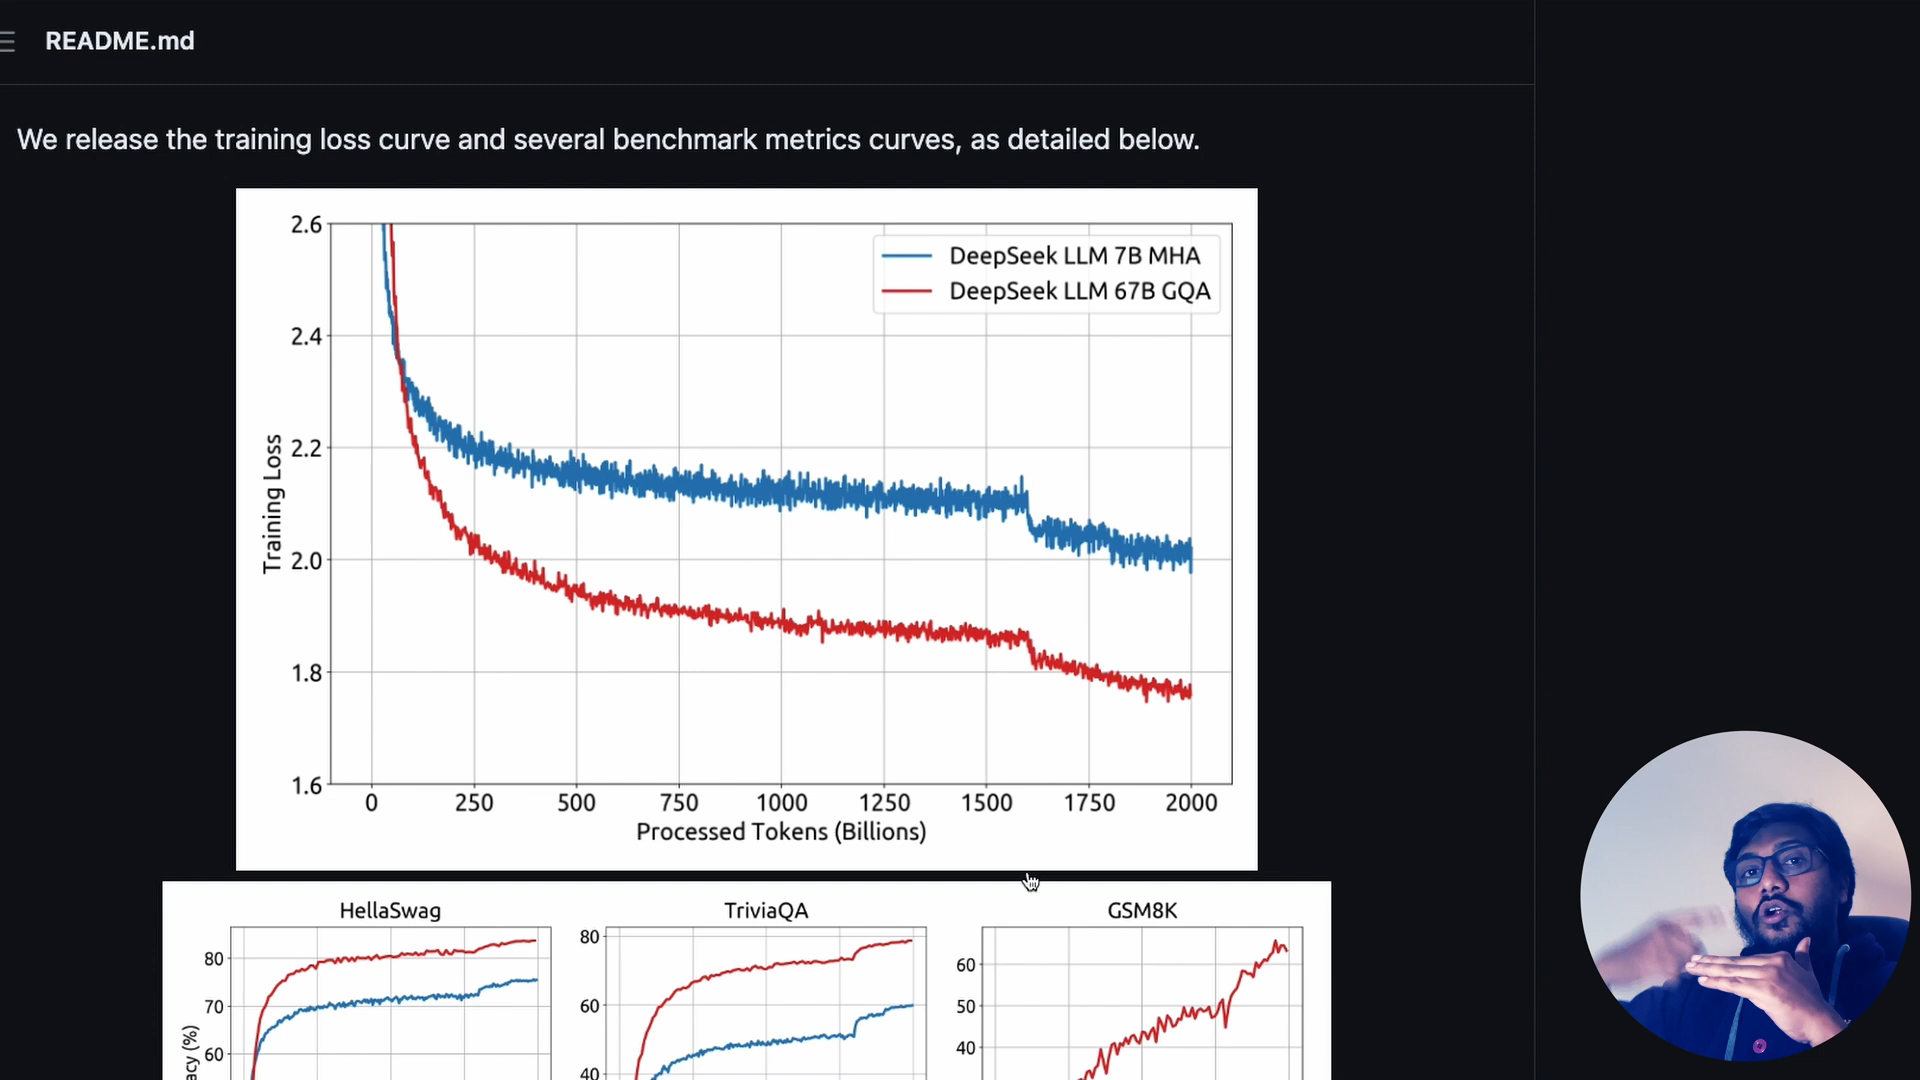 README.md
We release the training loss curve and several benchmark metrics curves, as detailed below.
2.6
2.4
2.2
2.0
1.8
1.6
Training Loss
DeepSeek LLM 7B MHA
DeepSeek LLM 67B GQA
0 250 500 750 1000 1250 1500 1750 2000
Processed Tokens (Billions)
HellaSwag
80
70
60
acy (%)
TriviaQA
80
60
40
GSM8K
60
50
40